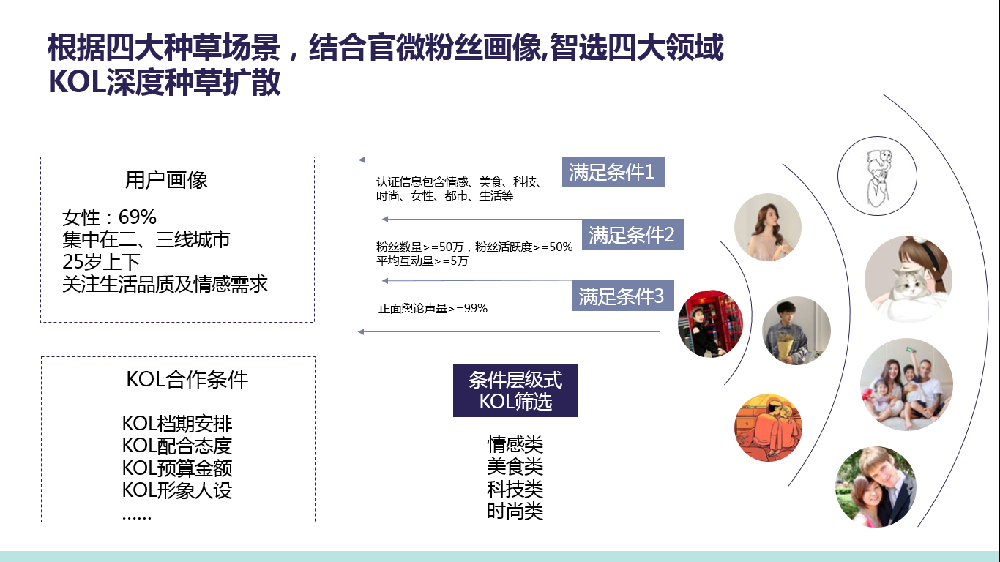 根据四大种草场景，结合官微粉丝画像,智选四大领域
KOL深度种草扩散
用户画像
女性：69%
集中在二、三线城市
25岁上下
关注生活品质及情感需求
满足条件1
认证信息包含情感、美食、科技、
时尚、女性、都市、生活等
满足条件2
粉丝数量>=50万，粉丝活跃度>=50%
平均互动量>=5万
满足条件3
正面舆论声量>=99%
KOL合作条件
KOL档期安排
KOL配合态度
KOL预算金额
KOL形象人设
……
条件层级式
KOL筛选
情感类
美食类
科技类
时尚类